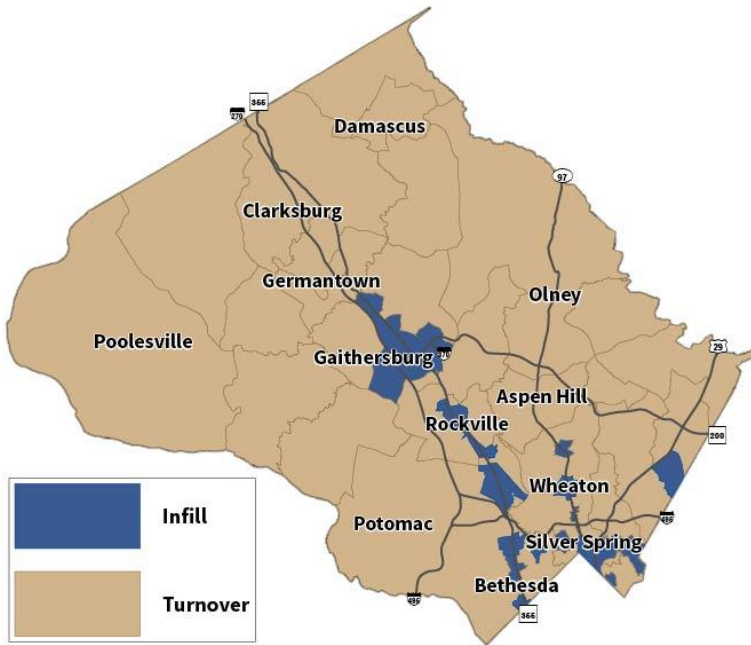 366
270
Damascus
97
Clarksburg
Germantown
Olney
Poolesville
29
Gaithersburg
370
Aspen Hill
Rockville
200
Wheaton
Infill
Potomac
495
Silver Spring
Bethesda
495
Turnover
355